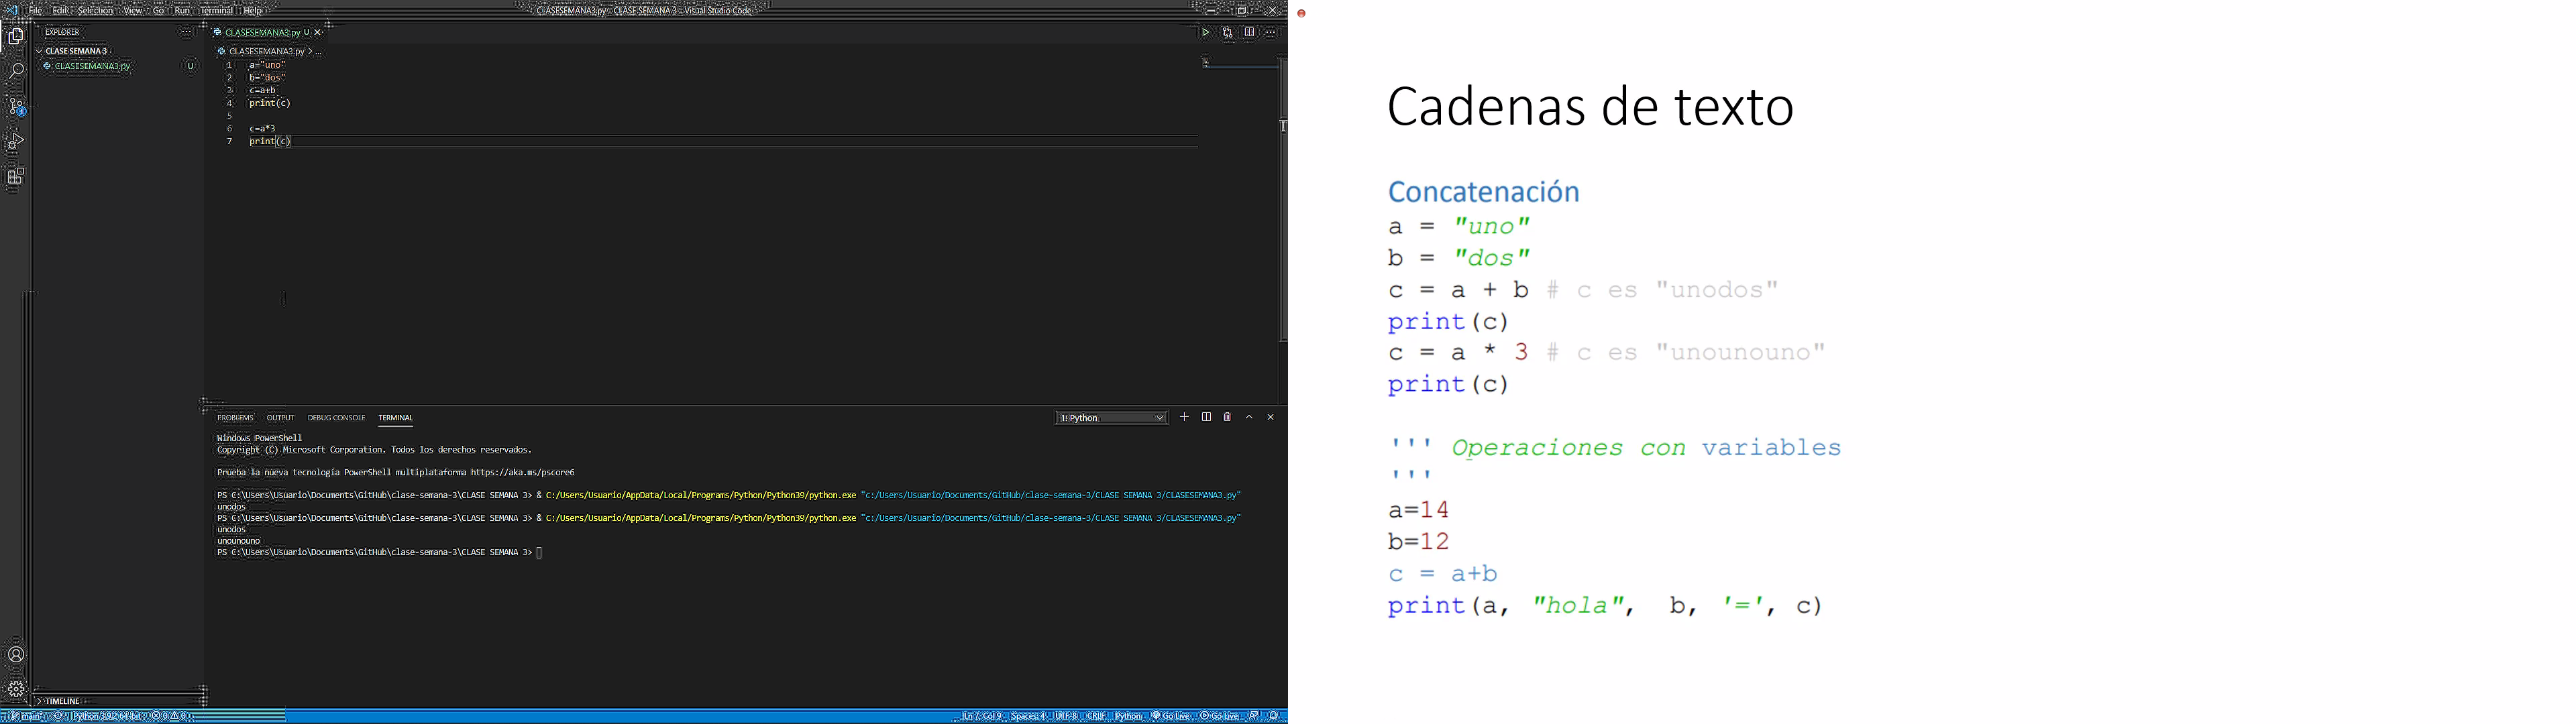 File Edit Selection View Go Run Terminal Help
CLASESEMANA3.py - CLASE SEMANA 3 - Visual Studio Code
EXPLORER
CLASE SEMANA 3
CLASESEMANA3.py U
CLASESEMANA3.py U
CLASESEMANA3.py > ...
1 a="uno"
2 b="dos"
3 c=a+b
4 print(c)
5
6 c=a*3
7 print(c)
PROBLEMS OUTPUT DEBUG CONSOLE TERMINAL
1: Python
Windows PowerShell
Copyright (C) Microsoft Corporation. Todos los derechos reservados.
Prueba la nueva tecnología PowerShell multiplataforma https://aka.ms/pscore6
PS C:\Users\Usuario\Documents\GitHub\clase-semana-3\CLASE SEMANA 3> & C:/Users/Usuario/AppData/Local/Programs/Python/Python39/python.exe "c:/Users/Usuario/Documents/GitHub/clase-semana-3/CLASE SEMANA 3/CLASESEMANA3.py"
unodos
PS C:\Users\Usuario\Documents\GitHub\clase-semana-3\CLASE SEMANA 3> & C:/Users/Usuario/AppData/Local/Programs/Python/Python39/python.exe "c:/Users/Usuario/Documents/GitHub/clase-semana-3/CLASE SEMANA 3/CLASESEMANA3.py"
unodos
unounouno
PS C:\Users\Usuario\Documents\GitHub\clase-semana-3\CLASE SEMANA 3>
TIMELINE
main* Python 3.9.2 64-bit 0 0
Ln 7, Col 9 Spaces: 4 UTF-8 CRLF Python Go Live Go Live
Cadenas de texto
Concatenación
a = "uno"
b = "dos"
c = a + b # c es "unodos"
print(c)
c = a * 3 # c es "unounouno"
print(c)
''' Operaciones con variables
'''
a=14
b=12
c = a+b
print(a, "hola", b, '=', c)